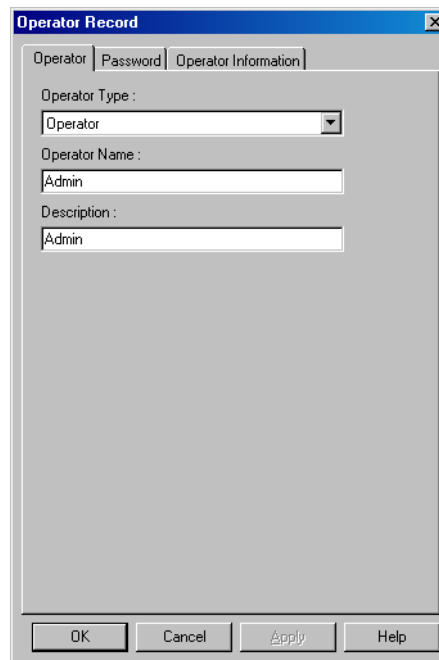 Operator Record
Operator Password Operator Information
Operator Type :
Operator
Operator Name :
Admin
Description :
Admin
OK Cancel Apply Help